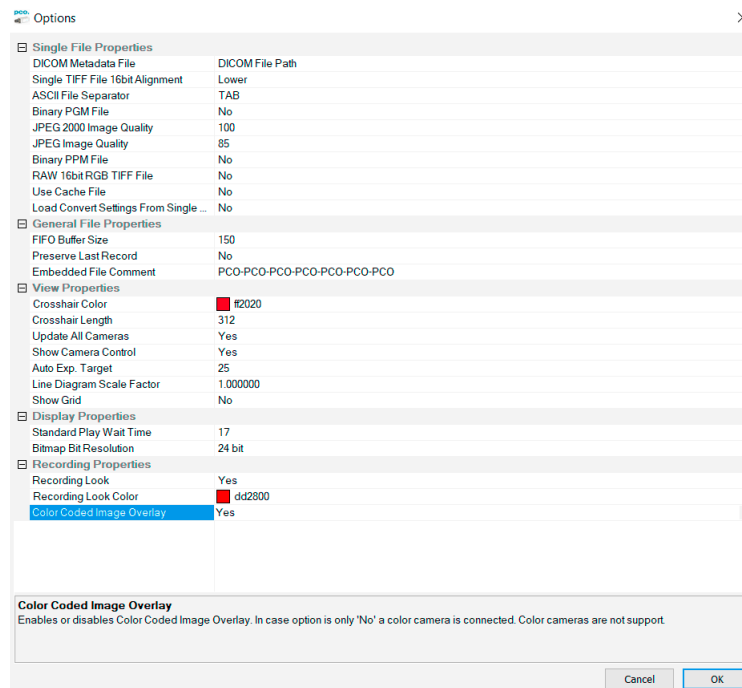 pco.
Options
Single File Properties
DICOM Metadata File DICOM File Path
Single TIFF File 16bit Alignment Lower
ASCII File Separator TAB
Binary PGM File No
JPEG 2000 Image Quality 100
JPEG Image Quality 85
Binary PPM File No
RAW 16bit RGB TIFF File No
Use Cache File No
Load Convert Settings From Single ... No
General File Properties
FIFO Buffer Size 150
Preserve Last Record No
Embedded File Comment PCO-PCO-PCO-PCO-PCO-PCO-PCO
View Properties
Crosshair Color ff2020
Crosshair Length 312
Update All Cameras Yes
Show Camera Control Yes
Auto Exp. Target 25
Line Diagram Scale Factor 1.000000
Show Grid No
Display Properties
Standard Play Wait Time 17
Bitmap Bit Resolution 24 bit
Recording Properties
Recording Look Yes
Recording Look Color dd2800
Color Coded Image Overlay Yes
Color Coded Image Overlay
Enables or disables Color Coded Image Overlay. In case option is only 'No' a color camera is connected. Color cameras are not support.
Cancel OK